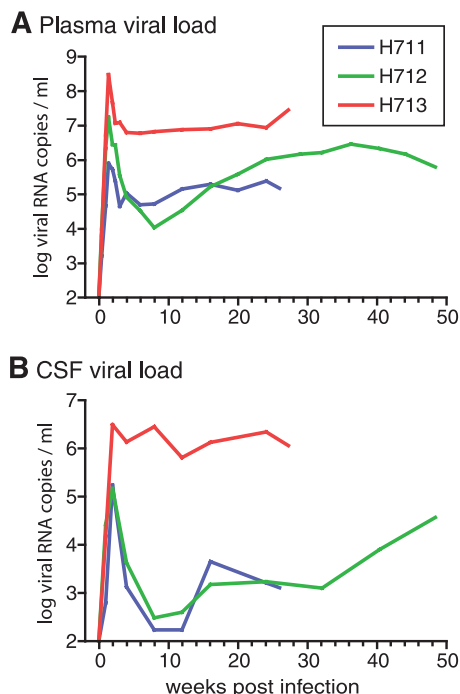 A Plasma viral load
H711
H712
H713
log viral RNA copies / ml
9
8
7
6
5
4
3
2
0 10 20 30 40 50
B CSF viral load
log viral RNA copies / ml
7
6
5
4
3
2
0 10 20 30 40 50
weeks post infection